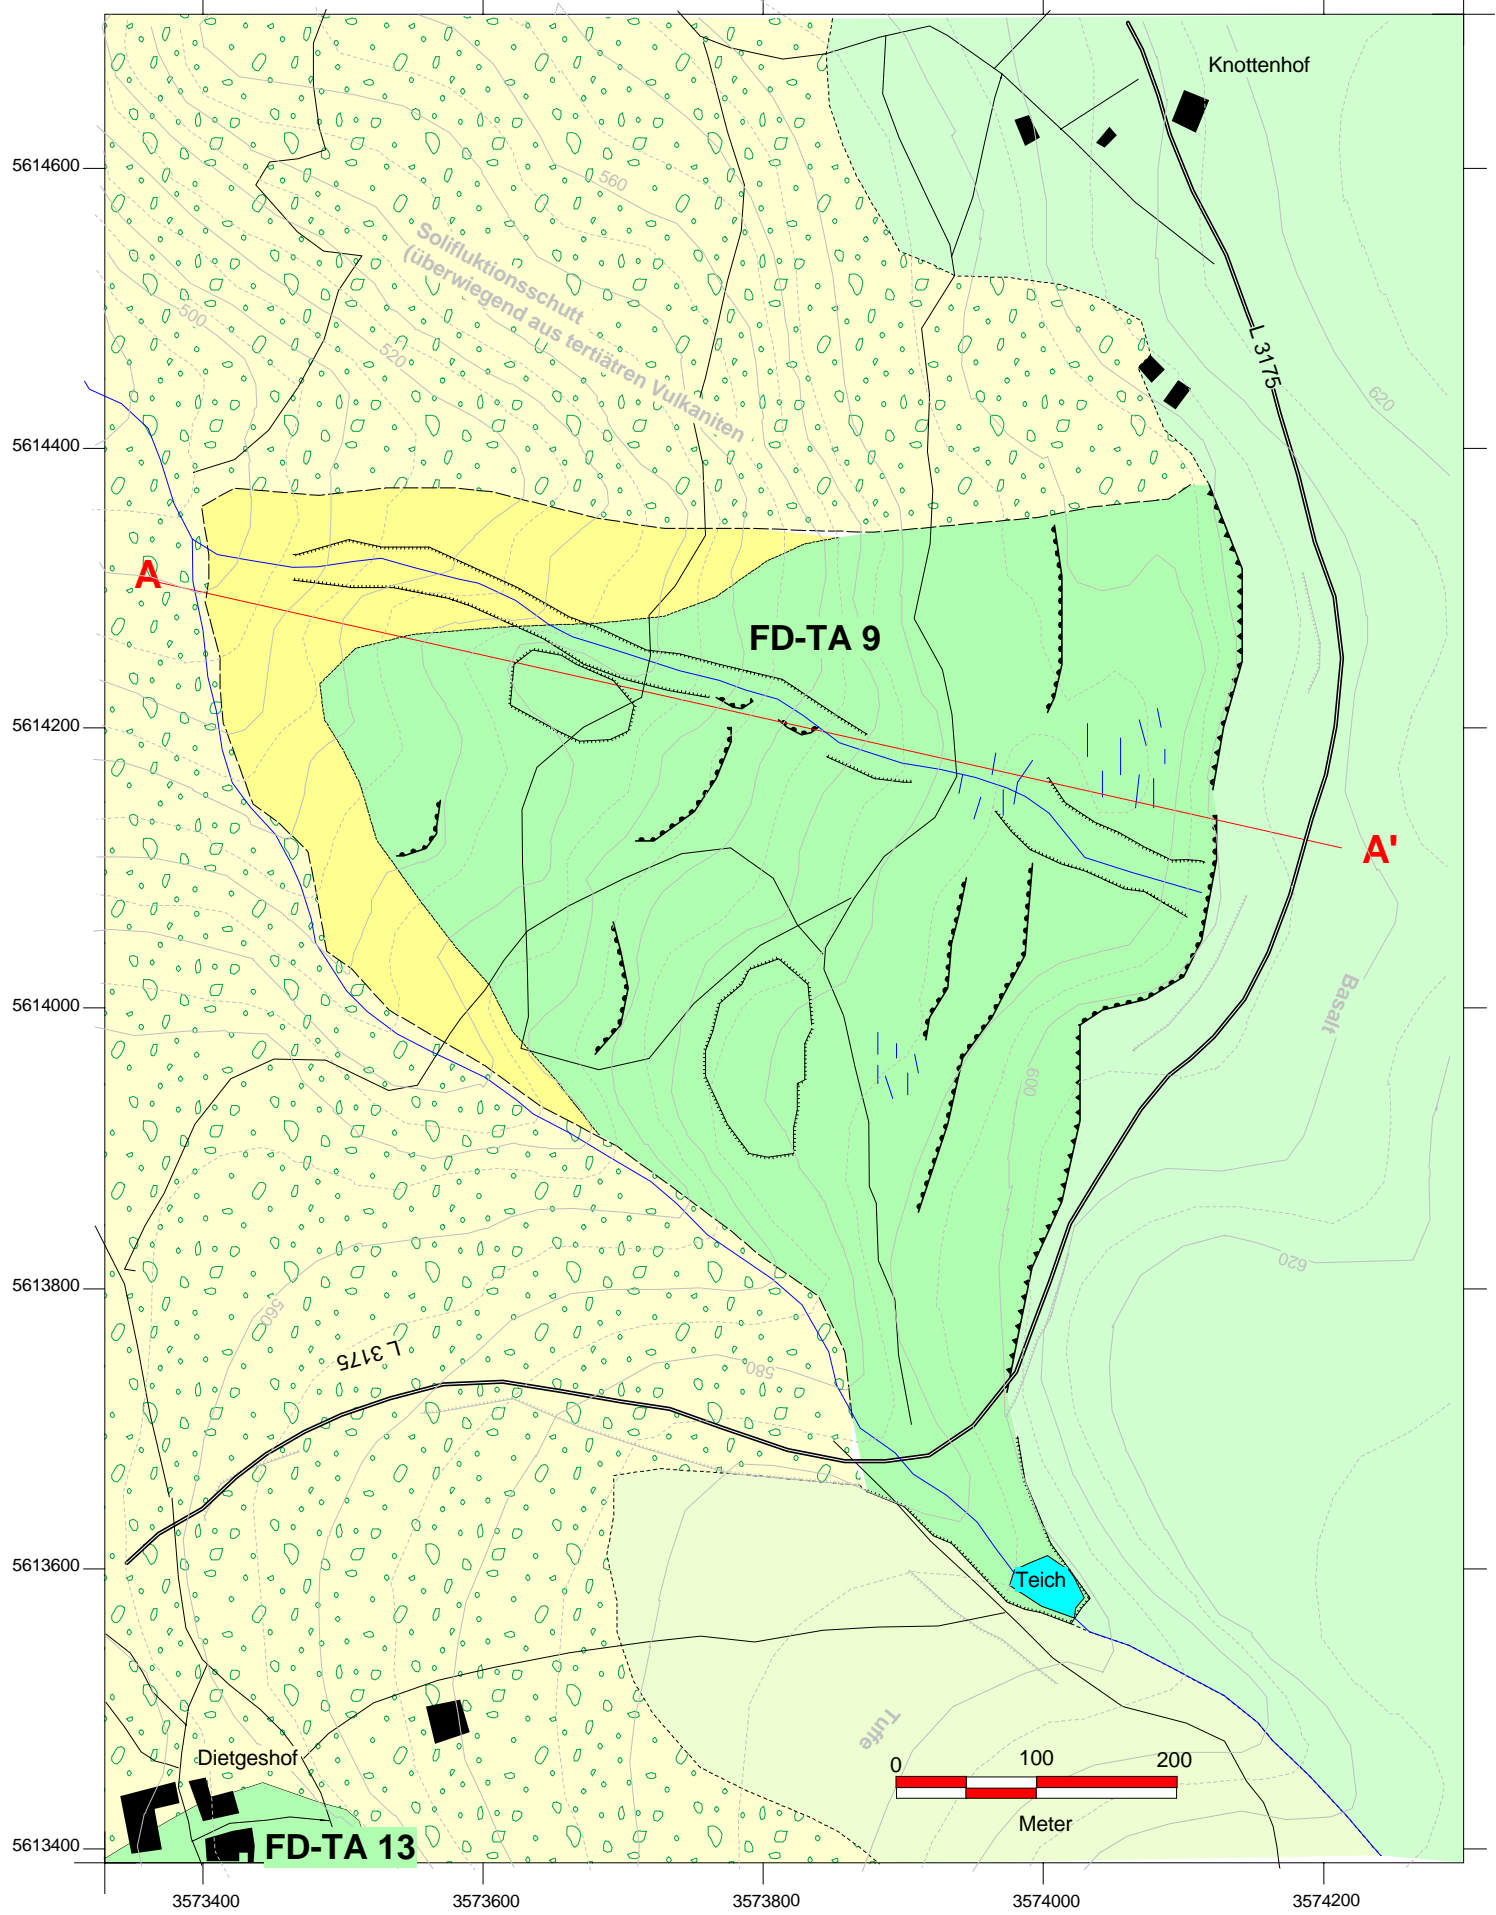 Knottenhof
5614600
560
Solifluktionsschutt
(überwiegend aus tertiätren Vulkaniten
500
520
L 3175
620
5614400
A
FD-TA 9
5614200
A'
5614000
Basalt
600
620
5613800
560
L 3175
580
5613600
Teich
Tuffe
0 100 200
Meter
Dietgeshof
FD-TA 13
5613400
3573400 3573600 3573800 3574000 3574200